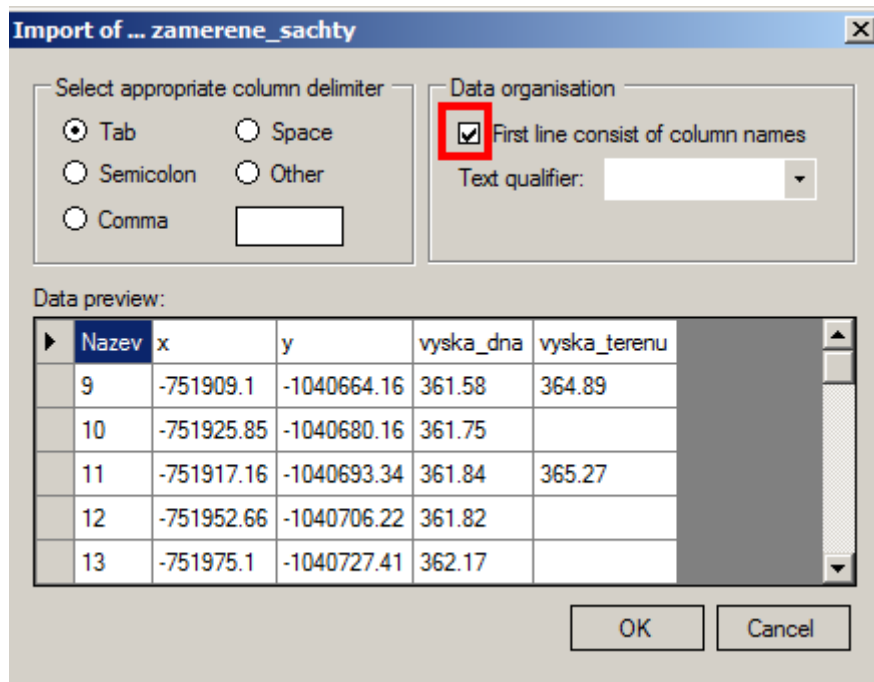 Import of ... zamerene_sachty
Select appropriate column delimiter
Tab
Space
Semicolon
Other
Comma
Data organisation
First line consist of column names
Text qualifier:
Data preview:
Nazev x y vyska_dna vyska_terenu
9 -751909.1 -1040664.16 361.58 364.89
10 -751925.85 -1040680.16 361.75
11 -751917.16 -1040693.34 361.84 365.27
12 -751952.66 -1040706.22 361.82
13 -751975.1 -1040727.41 362.17
OK Cancel